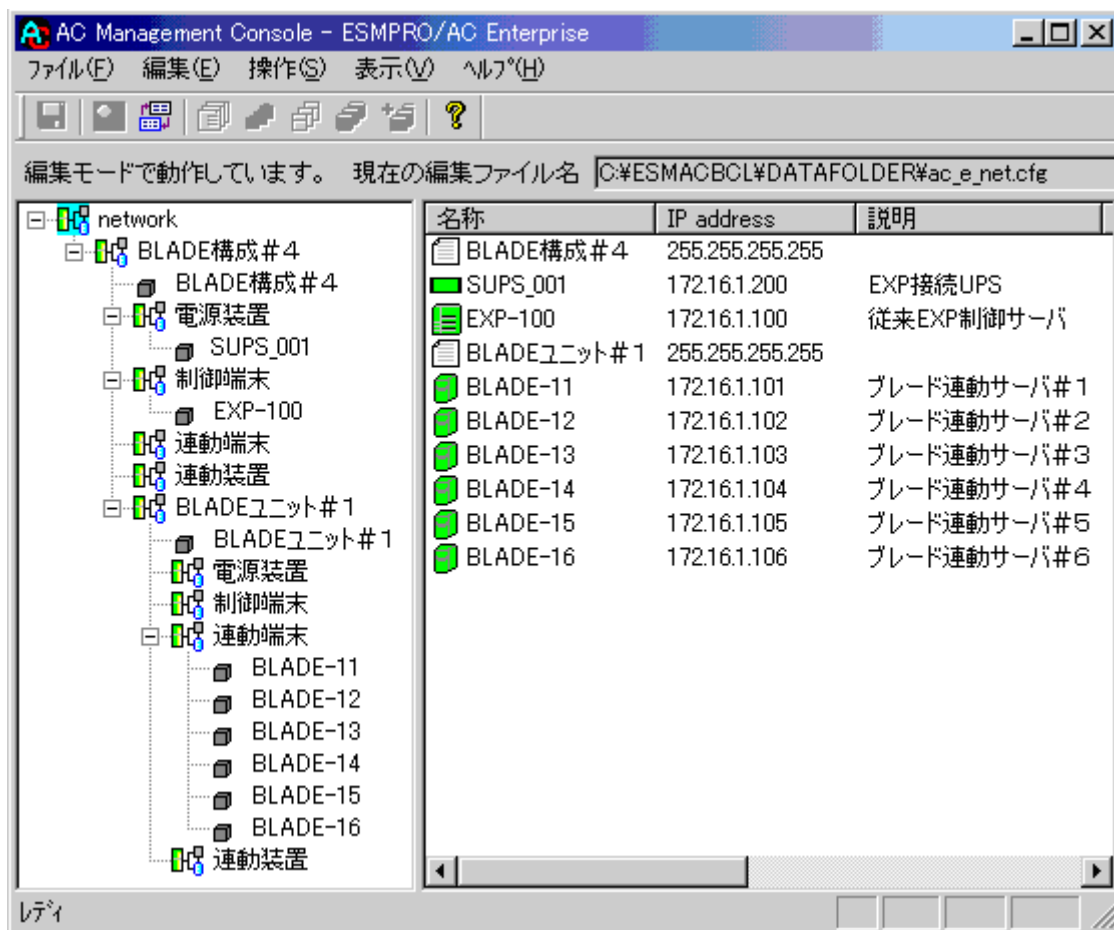 AC Management Console - ESMPRO/AC Enterprise
ファイル(F) 編集(E) 操作(S) 表示(V) ヘルプ(H)
編集モードで動作しています。 現在の編集ファイル名 C:¥ESMACBCL¥DATAFOLDER¥ac_e_net.cfg
network
BLADE構成#4
BLADE構成#4
電源装置
SUPS_001
制御端末
EXP-100
連動端末
連動装置
BLADEユニット#1
BLADEユニット#1
電源装置
制御端末
連動端末
BLADE-11
BLADE-12
BLADE-13
BLADE-14
BLADE-15
BLADE-16
連動装置
名称 IP address 説明
BLADE構成#4 255.255.255.255
SUPS_001 172.16.1.200 EXP接続UPS
EXP-100 172.16.1.100 従来EXP制御サーバ
BLADEユニット#1 255.255.255.255
BLADE-11 172.16.1.101 ブレード連動サーバ#1
BLADE-12 172.16.1.102 ブレード連動サーバ#2
BLADE-13 172.16.1.103 ブレード連動サーバ#3
BLADE-14 172.16.1.104 ブレード連動サーバ#4
BLADE-15 172.16.1.105 ブレード連動サーバ#5
BLADE-16 172.16.1.106 ブレード連動サーバ#6
レディ